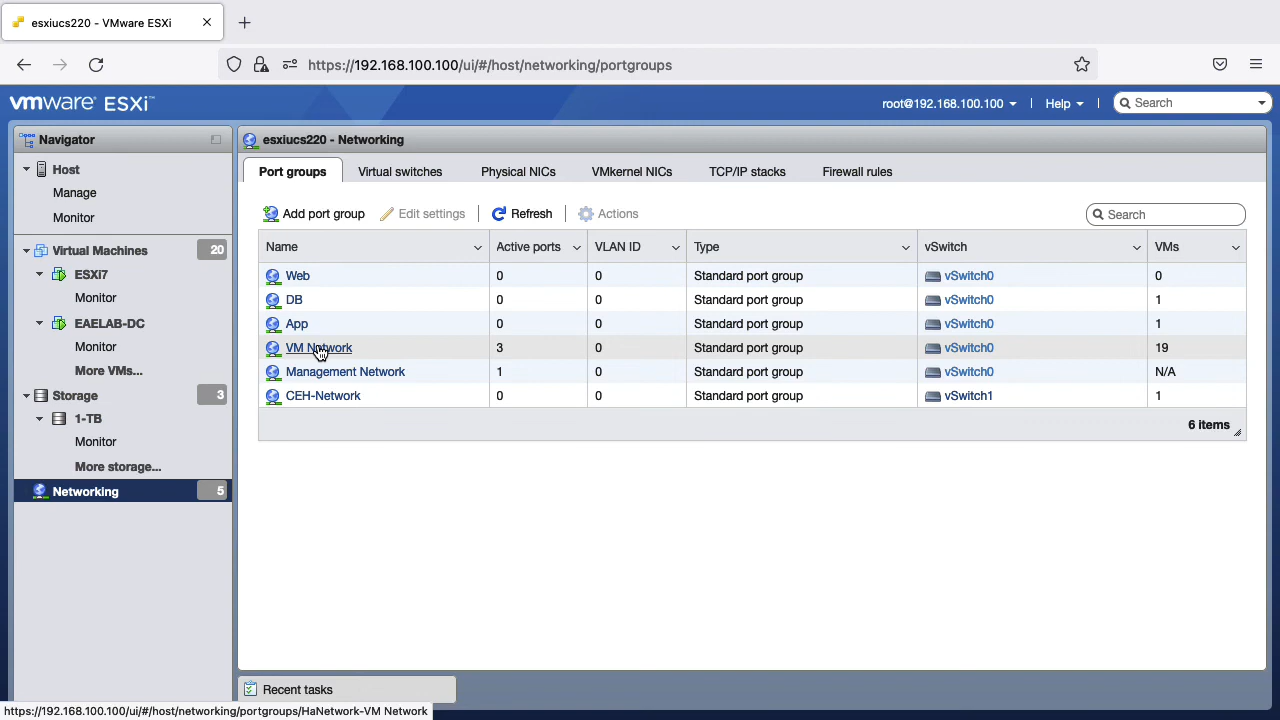 esxiucs220 - VMware ESXi
https://192.168.100.100/ui/#/host/networking/portgroups
vmware ESXi™
root@192.168.100.100
Help
Search
Navigator
Host
Manage
Monitor
Virtual Machines 20
ESXi7
Monitor
EAELAB-DC
Monitor
More VMs...
Storage 3
1-TB
Monitor
More storage...
Networking 5
esxiucs220 - Networking
Port groups Virtual switches Physical NICs VMkernel NICs TCP/IP stacks Firewall rules
Add port group Edit settings Refresh Actions Search
Name Active ports VLAN ID Type vSwitch VMs
Web 0 0 Standard port group vSwitch0 0
DB 0 0 Standard port group vSwitch0 1
App 0 0 Standard port group vSwitch0 1
VM Network 3 0 Standard port group vSwitch0 19
Management Network 1 0 Standard port group vSwitch0 N/A
CEH-Network 0 0 Standard port group vSwitch1 1
6 items
Recent tasks
https://192.168.100.100/ui/#/host/networking/portgroups/HaNetwork-VM Network